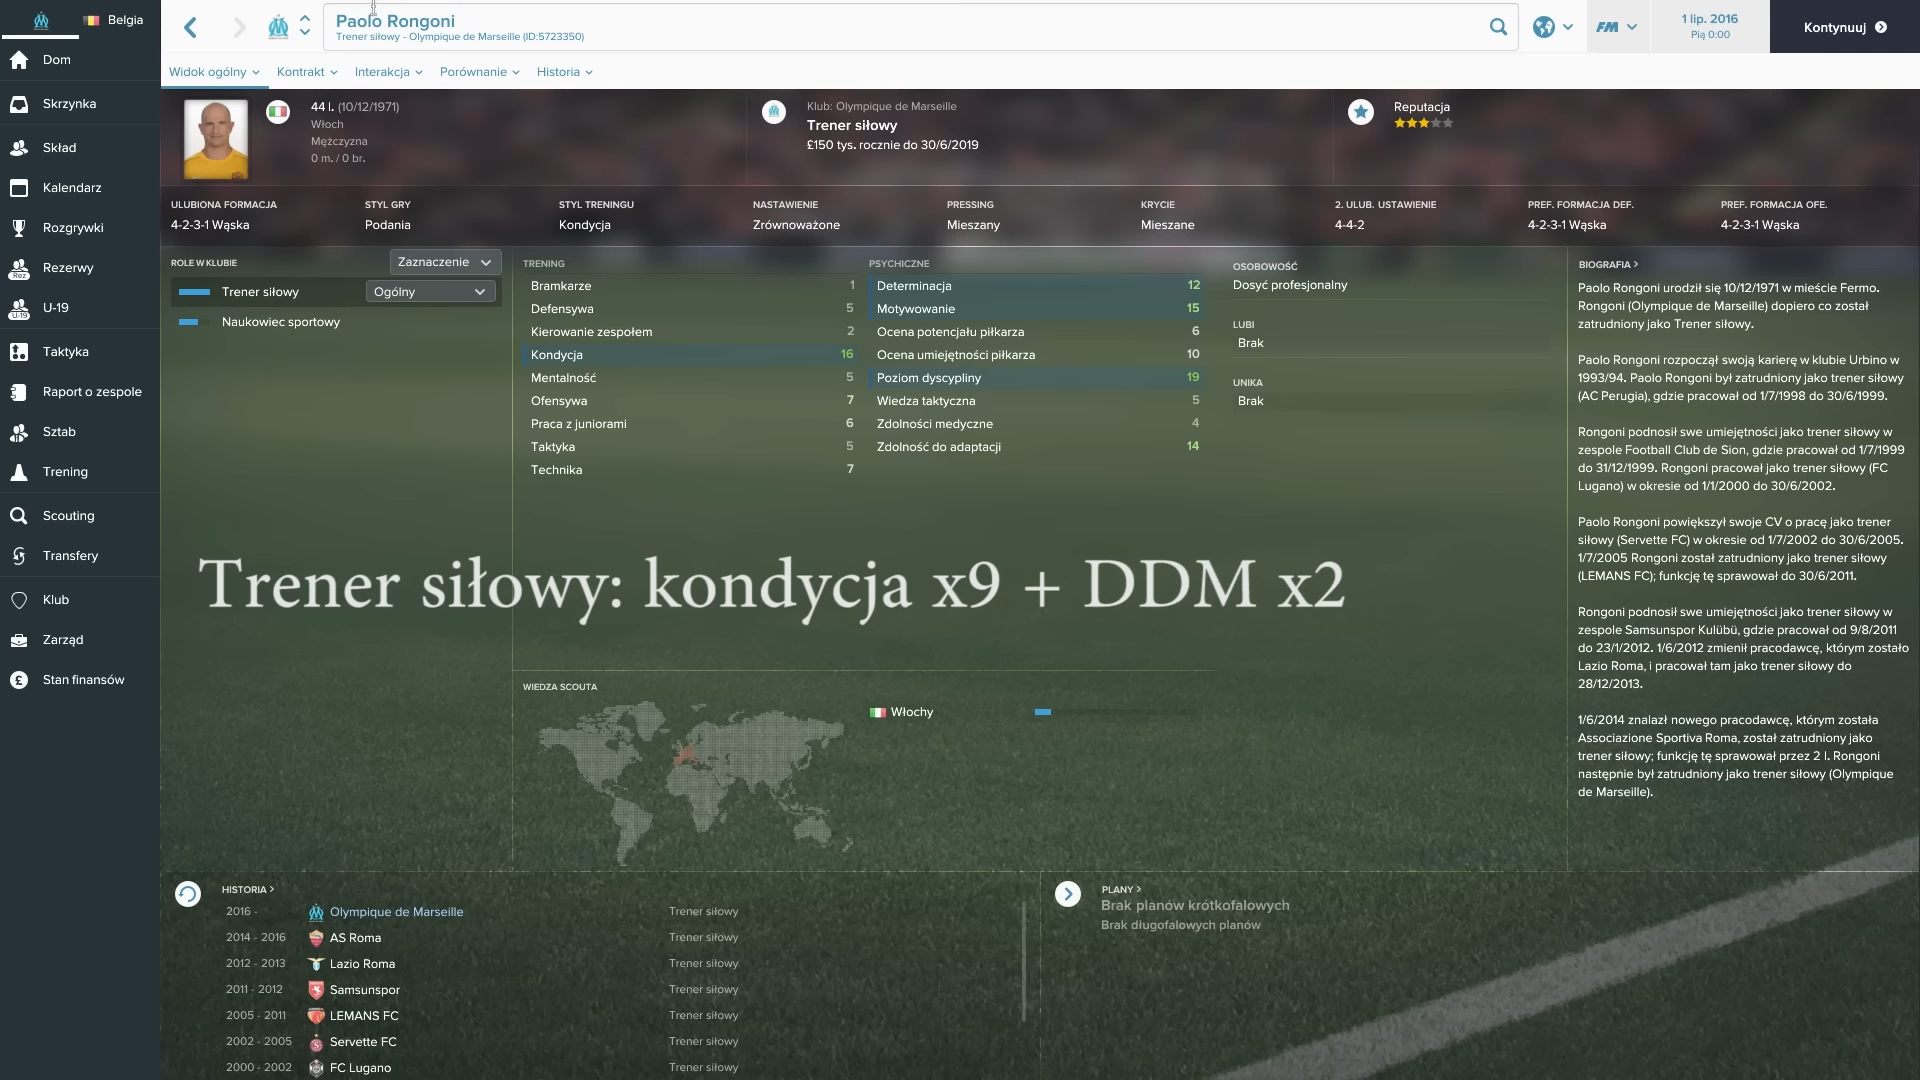 Belgia
Paolo Rongoni
Trener siłowy - Olympique de Marseille (ID:5723350)
FM
1 lip. 2016
Pią 0:00
Kontynuuj
Widok ogólny
Kontrakt
Interakcja
Porównanie
Historia
Dom
Skrzynka
Skład
Kalendarz
Rozgrywki
Rez
Rezerwy
U-19
U-19
Taktyka
Raport o zespole
Sztab
Trening
Scouting
Transfery
Klub
Zarząd
Stan finansów
44 l. (10/12/1971)
Włoch
Mężczyzna
0 m. / 0 br.
Klub: Olympique de Marseille
Trener siłowy
£150 tys. rocznie do 30/6/2019
Reputacja
ULUBIONA FORMACJA
4-2-3-1 Wąska
STYL GRY
Podania
STYL TRENINGU
Kondycja
NASTAWIENIE
Zrównoważone
PRESSING
Mieszany
KRYCIE
Mieszane
2. ULUB. USTAWIENIE
4-4-2
PREF. FORMACJA DEF.
4-2-3-1 Wąska
PREF. FORMACJA OFE.
4-2-3-1 Wąska
ROLE W KLUBIE
Zaznaczenie
Trener siłowy
Ogólny
Naukowiec sportowy
TRENING
Bramkarze 1
Defensywa 5
Kierowanie zespołem 2
Kondycja 16
Mentalność 5
Ofensywa 7
Praca z juniorami 6
Taktyka 5
Technika 7
PSYCHICZNE
Determinacja 12
Motywowanie 15
Ocena potencjału piłkarza 6
Ocena umiejętności piłkarza 10
Poziom dyscypliny 19
Wiedza taktyczna 5
Zdolności medyczne 4
Zdolność do adaptacji 14
OSOBOWOŚĆ
Dosyć profesjonalny
LUBI
Brak
UNIKA
Brak
BIOGRAFIA >
Paolo Rongoni urodził się 10/12/1971 w mieście Fermo.
Rongoni (Olympique de Marseille) dopiero co został
zatrudniony jako Trener siłowy.
Paolo Rongoni rozpoczął swoją karierę w klubie Urbino w
1993/94. Paolo Rongoni był zatrudniony jako trener siłowy
(AC Perugia), gdzie pracował od 1/7/1998 do 30/6/1999.
Rongoni podnosił swe umiejętności jako trener siłowy w
zespole Football Club de Sion, gdzie pracował od 1/7/1999
do 31/12/1999. Rongoni pracował jako trener siłowy (FC
Lugano) w okresie od 1/1/2000 do 30/6/2002.
Paolo Rongoni powiększył swoje CV o pracę jako trener
siłowy (Servette FC) w okresie od 1/7/2002 do 30/6/2005.
1/7/2005 Rongoni został zatrudniony jako trener siłowy
(LEMANS FC); funkcję tę sprawował do 30/6/2011.
Rongoni podnosił swe umiejętności jako trener siłowy w
zespole Samsunspor Kulübü, gdzie pracował od 9/8/2011
do 23/1/2012. 1/6/2012 zmienił pracodawcę, którym zostało
Lazio Roma, i pracował tam jako trener siłowy do
28/12/2013.
1/6/2014 znalazł nowego pracodawcę, którym została
Associazione Sportiva Roma, został zatrudniony jako
trener siłowy; funkcję tę sprawował przez 2 l. Rongoni
następnie był zatrudniony jako trener siłowy (Olympique
de Marseille).
Trener siłowy: kondycja x9 + DDM x2
WIEDZA SCOUTA
Włochy
HISTORIA >
2016 - Olympique de Marseille Trener siłowy
2014 - 2016 AS Roma Trener siłowy
2012 - 2013 Lazio Roma Trener siłowy
2011 - 2012 Samsunspor Trener siłowy
2005 - 2011 LEMANS FC Trener siłowy
2002 - 2005 Servette FC Trener siłowy
2000 - 2002 FC Lugano Trener siłowy
PLANY >
Brak planów krótkofalowych
Brak długofalowych planów